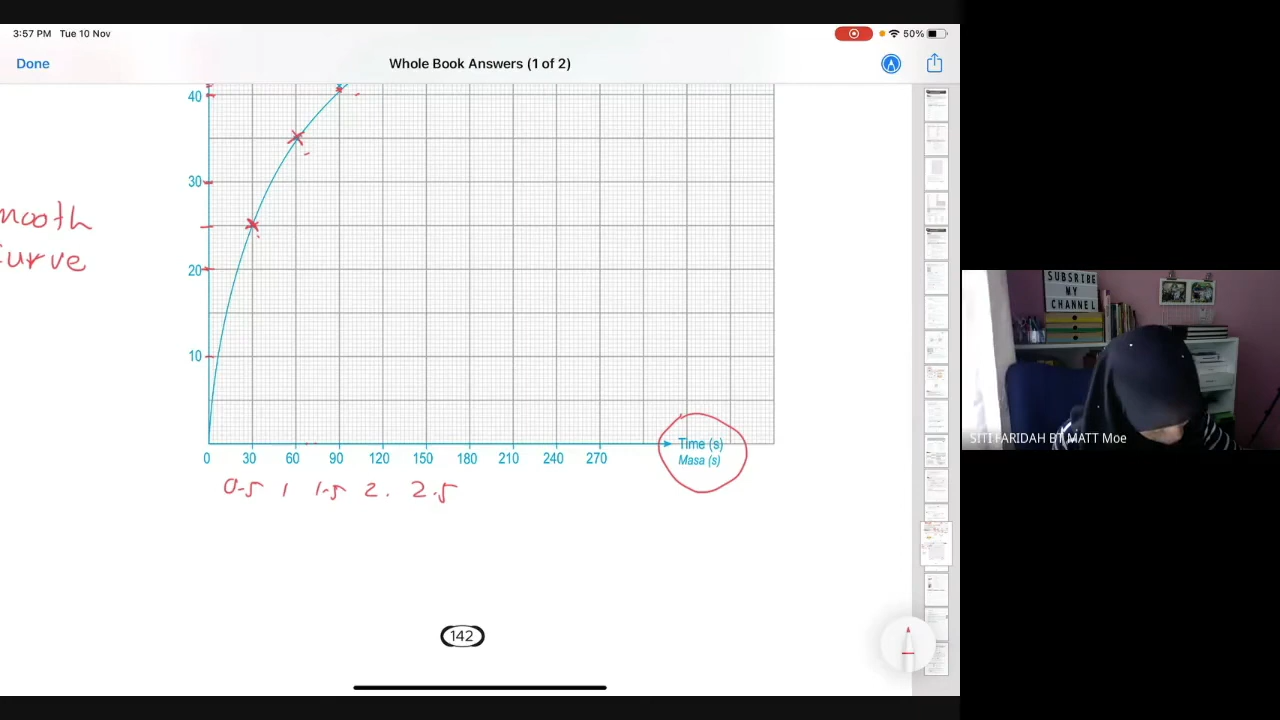 3:57 PM Tue 10 Nov
50%
Done
Whole Book Answers (1 of 2)
40
30
20
10
mooth
curve
Time (s)
Masa (s)
0 30 60 90 120 150 180 210 240 270
0.5 1 1.5 2. 2.5
142
SUBSRIBE
MY
CHANNEL
SITI FARIDAH BT MATT Moe